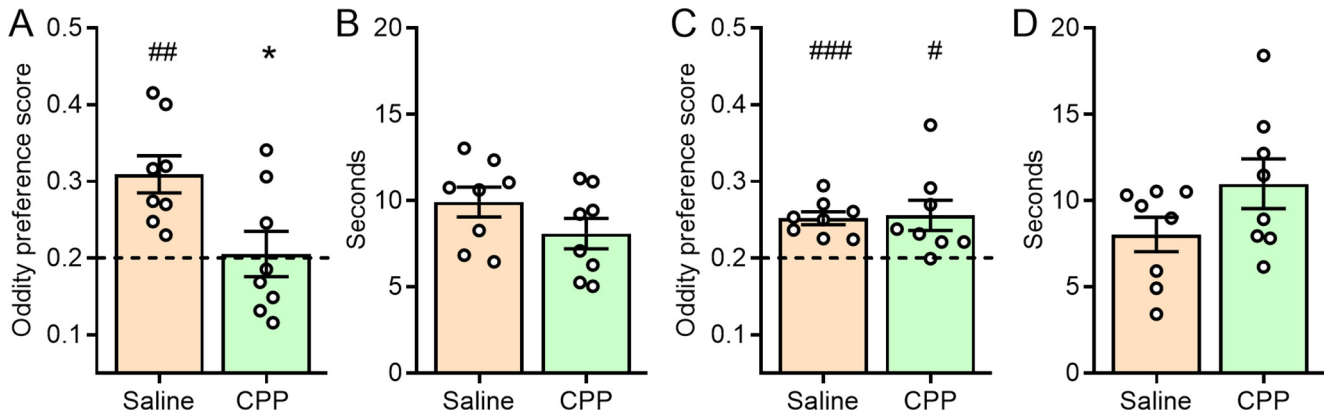 A
Oddity preference score
0.5
0.4
0.3
0.2
0.1
##
*
Saline
CPP
B
Seconds
20
15
10
5
0
Saline
CPP
C
Oddity preference score
0.5
0.4
0.3
0.2
0.1
###
#
Saline
CPP
D
Seconds
20
15
10
5
0
Saline
CPP